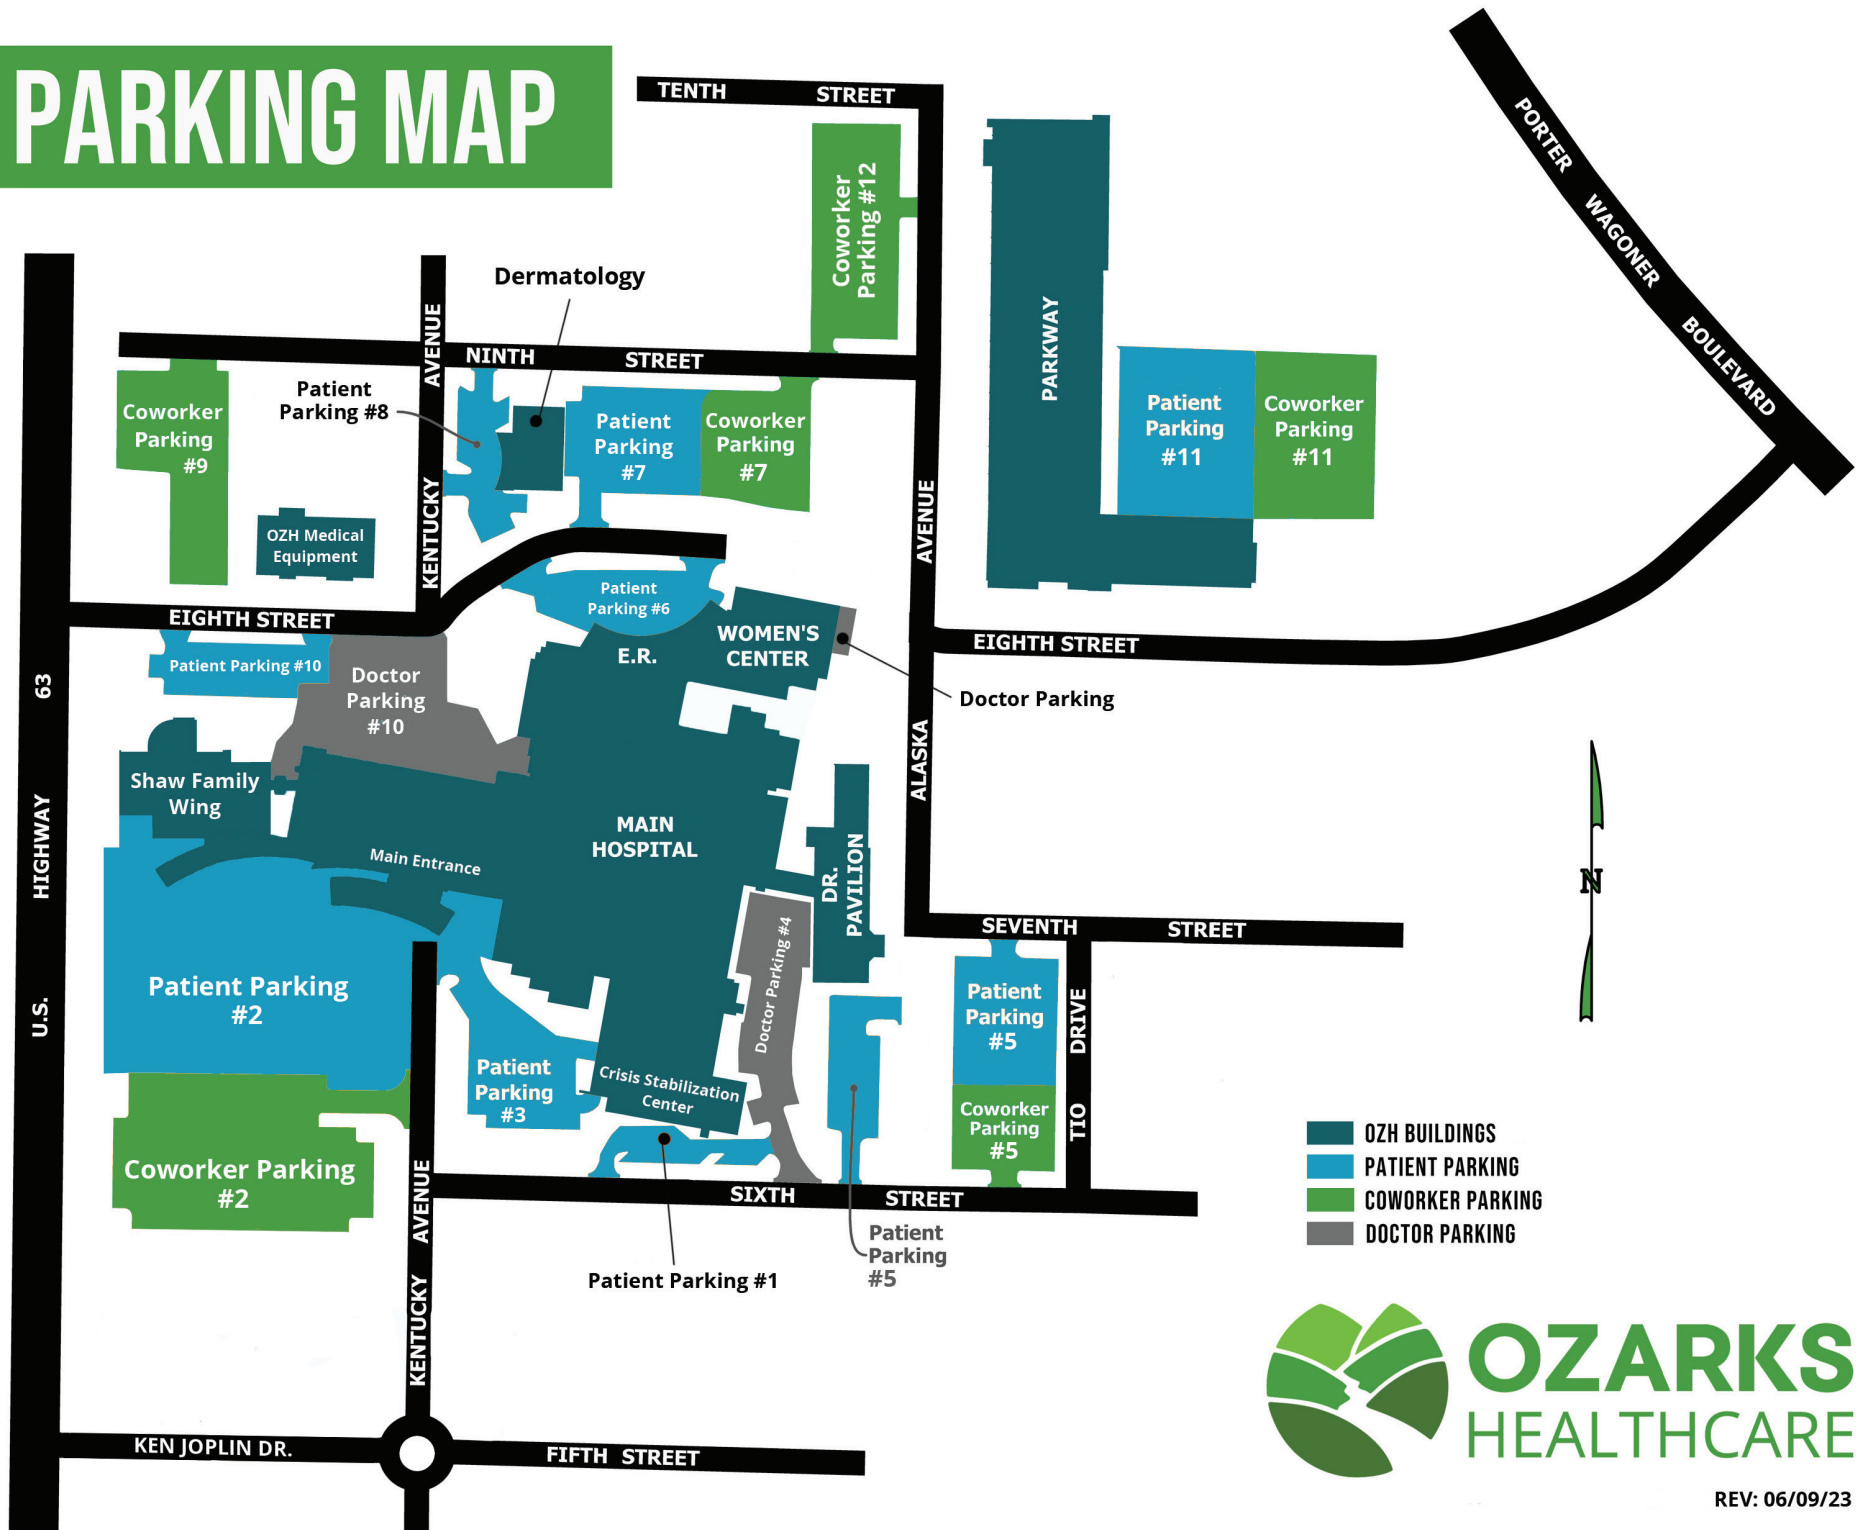 PARKING MAP
TENTH STREET
PORTER WAGONER BOULEVARD
Coworker
Parking #12
Dermatology
AVENUE
NINTH STREET
PARKWAY
Patient
Parking #8
Coworker
Parking
#9
Patient
Parking
#7
Coworker
Parking
#7
Patient
Parking
#11
Coworker
Parking
#11
KENTUCKY
AVENUE
OZH Medical
Equipment
Patient
Parking #6
EIGHTH STREET
WOMEN'S
CENTER
E.R.
EIGHTH STREET
Patient Parking #10
Doctor
Parking
#10
Doctor Parking
U.S. HIGHWAY 63
ALASKA
Shaw Family
Wing
MAIN
HOSPITAL
Main Entrance
DR.
PAVILION
N
SEVENTH STREET
Doctor Parking #4
Patient Parking
#2
Patient
Parking
#5
TIO DRIVE
Patient
Parking
#3
Crisis Stabilization
Center
Coworker
Parking
#5
Coworker Parking
#2
SIXTH STREET
KENTUCKY AVENUE
Patient
Parking
#5
Patient Parking #1
OZH BUILDINGS
PATIENT PARKING
COWORKER PARKING
DOCTOR PARKING
KEN JOPLIN DR.
FIFTH STREET
OZARKS
HEALTHCARE
REV: 06/09/23